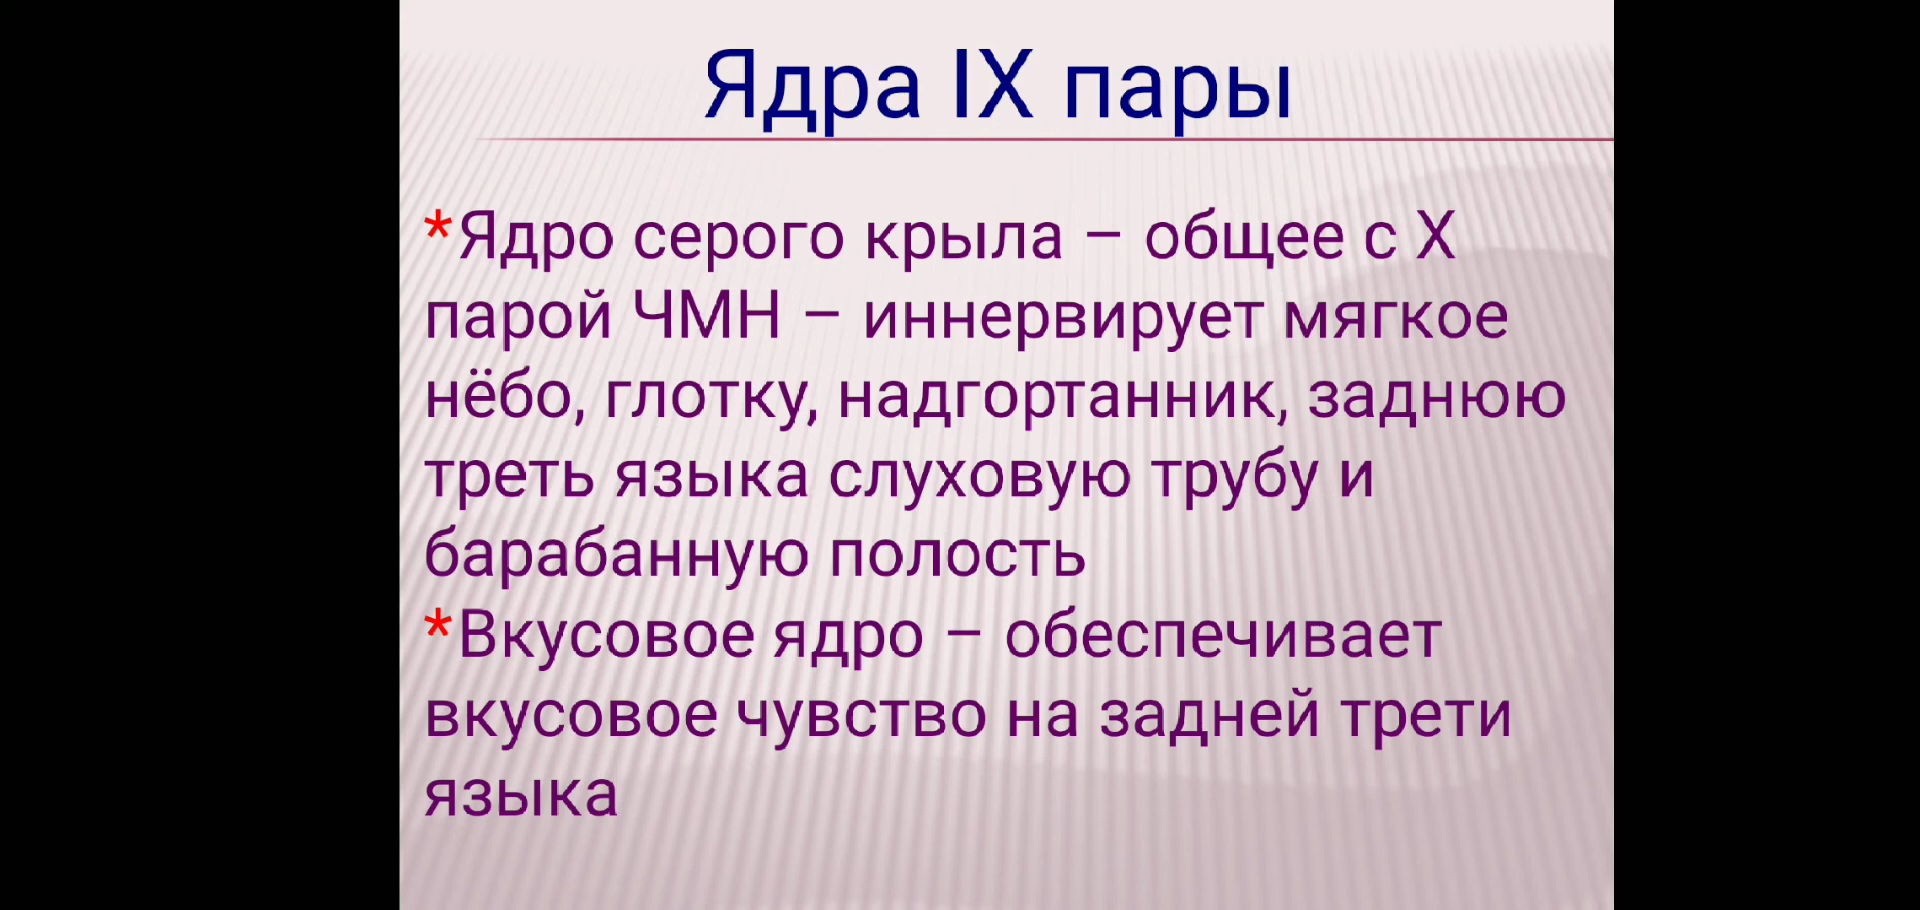 Ядра IX пары
*Ядро серого крыла – общее с X
парой ЧМН – иннервирует мягкое
нёбо, глотку, надгортанник, заднюю
треть языка слуховую трубу и
барабанную полость
*Вкусовое ядро – обеспечивает
вкусовое чувство на задней трети
языка